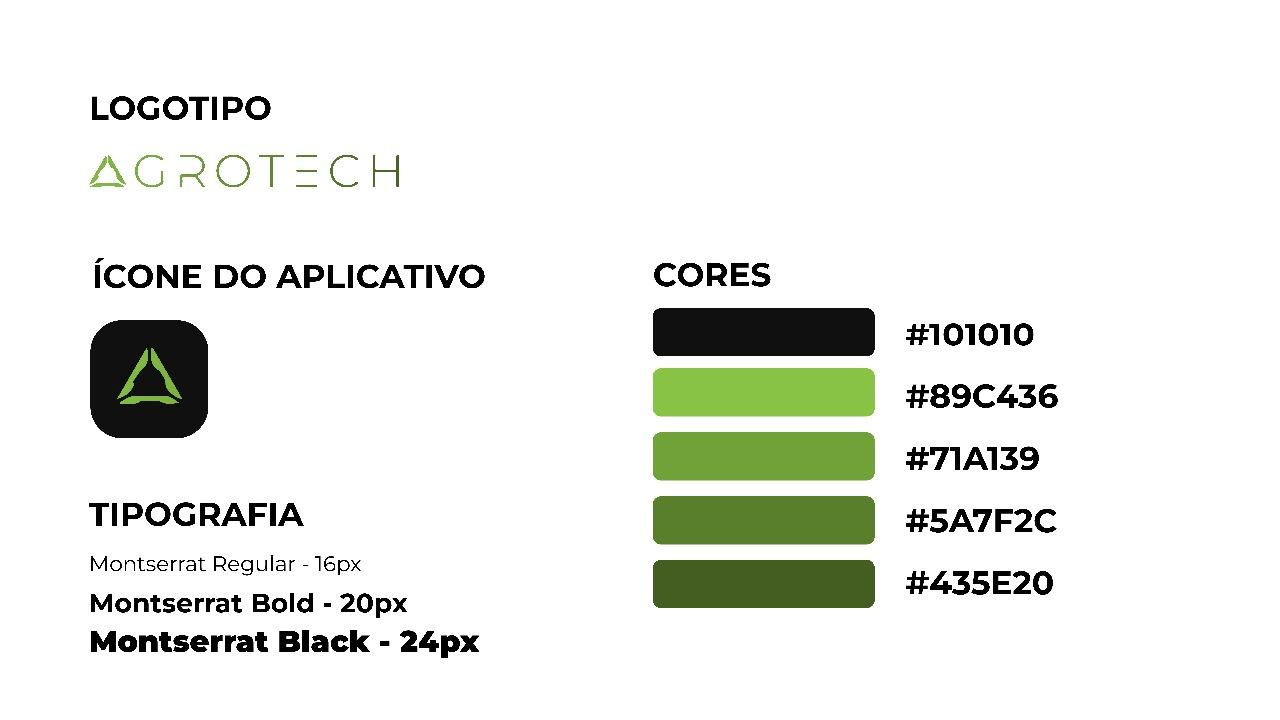 LOGOTIPO
AGROTECH
ÍCONE DO APLICATIVO
TIPOGRAFIA
Montserrat Regular - 16px
Montserrat Bold - 20px
Montserrat Black - 24px
CORES
#101010
#89C436
#71A139
#5A7F2C
#435E20